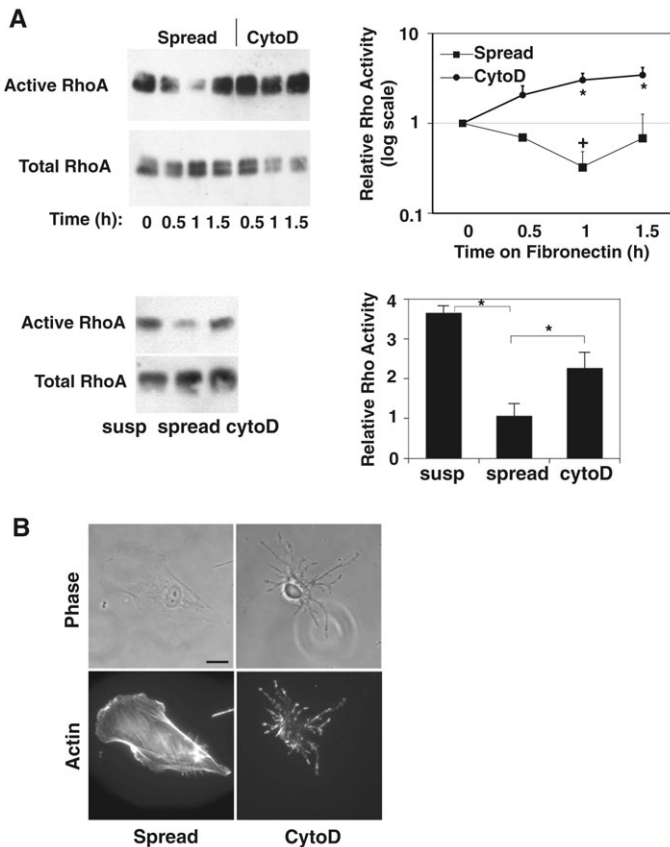 A
Spread CytoD
Active RhoA
Total RhoA
Time (h): 0 0.5 1 1.5 0.5 1 1.5
Relative Rho Activity
(log scale)
10
1
0.1
Spread
CytoD
*
*
+
0 0.5 1 1.5
Time on Fibronectin (h)
Active RhoA
Total RhoA
susp spread cytoD
Relative Rho Activity
4
3
2
1
0
*
*
susp spread cytoD
B
Phase
Actin
Spread CytoD